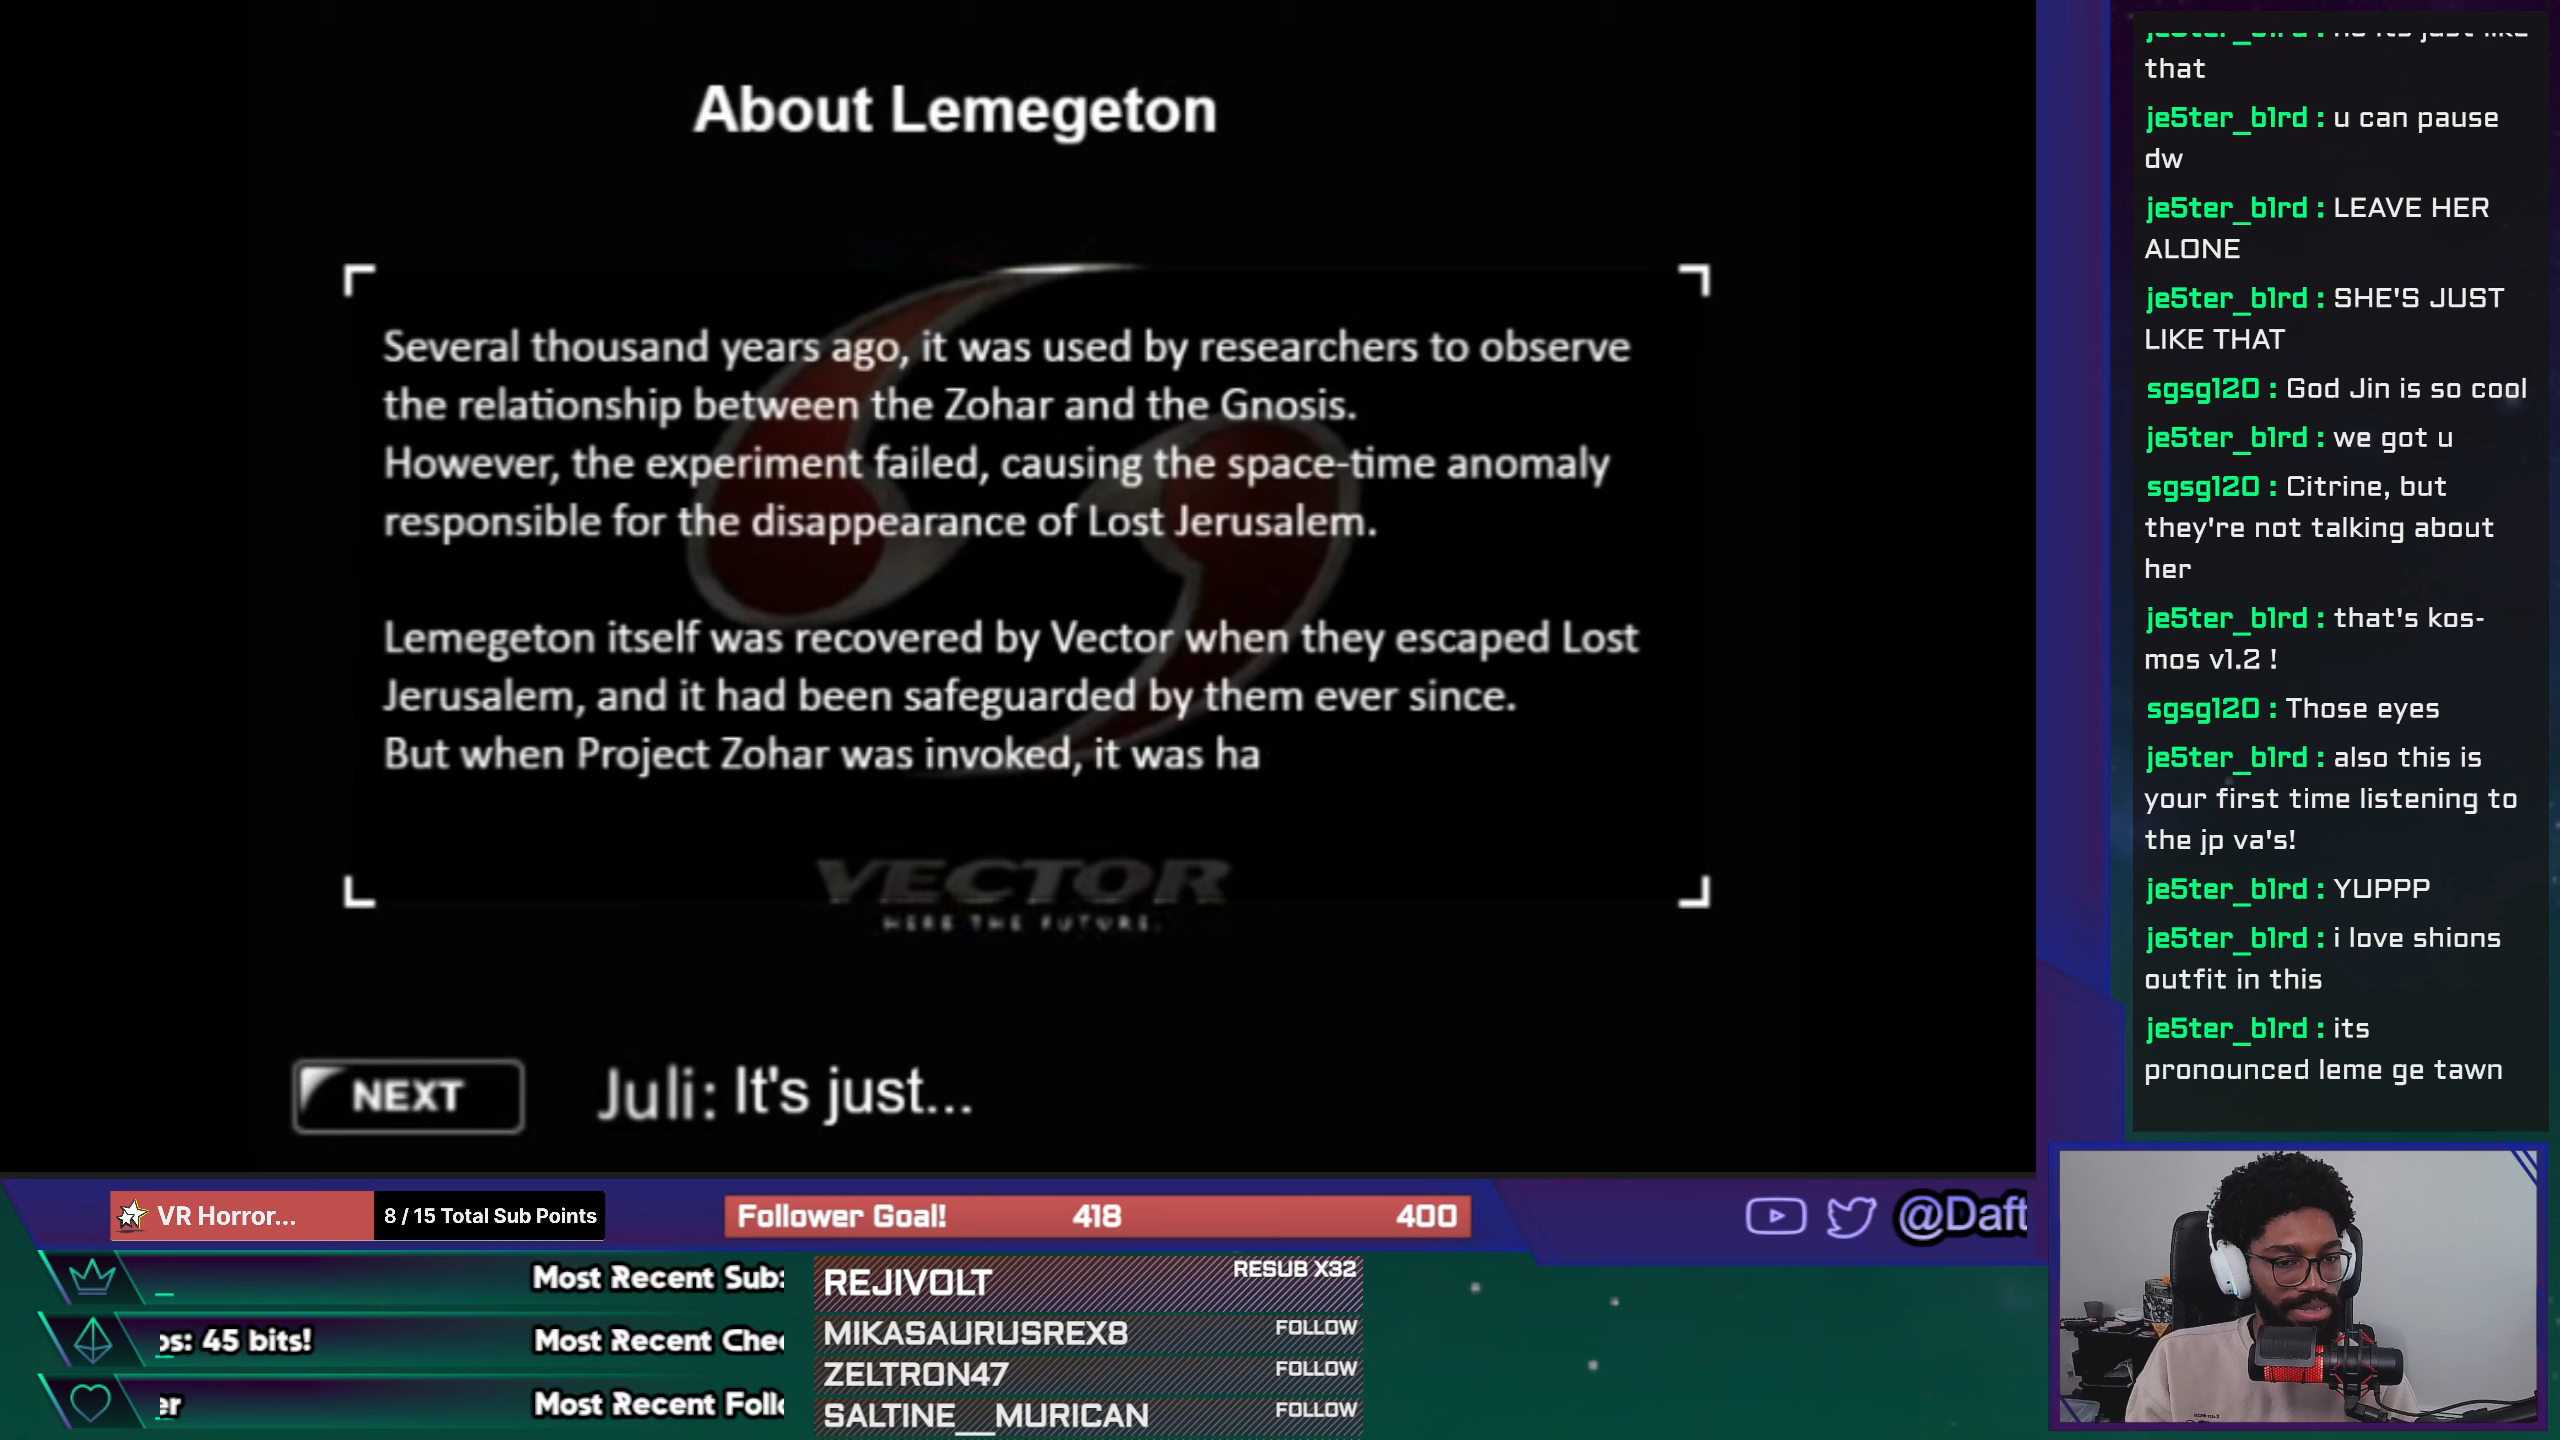 About Lemegeton
Several thousand years ago, it was used by researchers to observe
the relationship between the Zohar and the Gnosis.
However, the experiment failed, causing the space-time anomaly
responsible for the disappearance of Lost Jerusalem.
Lemegeton itself was recovered by Vector when they escaped Lost
Jerusalem, and it had been safeguarded by them ever since.
But when Project Zohar was invoked, it was ha
VECTOR
HERE THE FUTURE.
NEXT
Juli: It's just...
that
je5ter_b1rd : u can pause
dw
je5ter_b1rd : LEAVE HER
ALONE
je5ter_b1rd : SHE'S JUST
LIKE THAT
sgsg120 : God Jin is so cool
je5ter_b1rd : we got u
sgsg120 : Citrine, but
they're not talking about
her
je5ter_b1rd : that's kos-
mos v1.2 !
sgsg120 : Those eyes
je5ter_b1rd : also this is
your first time listening to
the jp va's!
je5ter_b1rd : YUPPP
je5ter_b1rd : i love shions
outfit in this
je5ter_b1rd : its
pronounced leme ge tawn
VR Horror...
8 / 15 Total Sub Points
Follower Goal! 418 400
@Daft
Most Recent Sub:
os: 45 bits!
Most Recent Che
er
Most Recent Foll
REJIVOLT RESUB X32
MIKASAURUSREX8 FOLLOW
ZELTRON47 FOLLOW
SALTINE__MURICAN FOLLOW